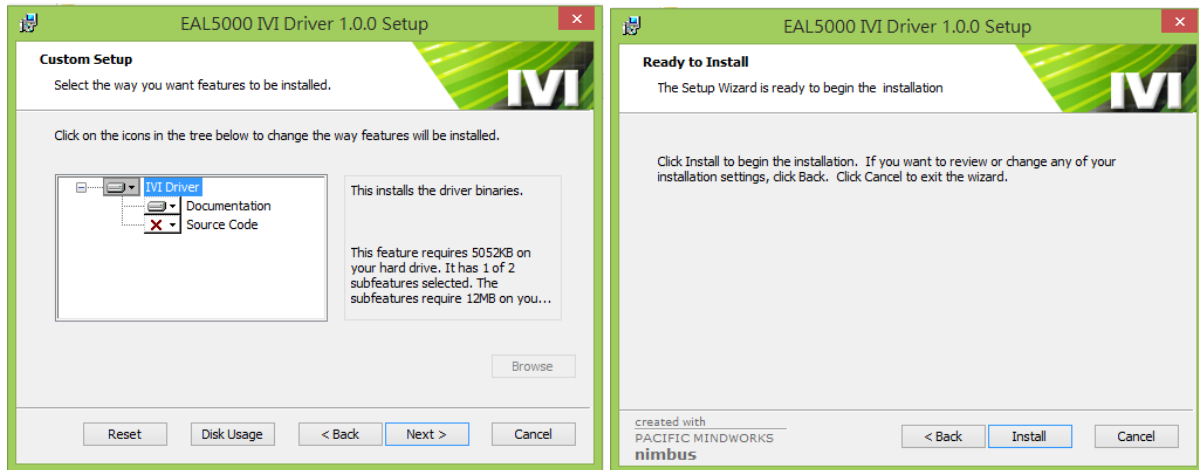 EAL5000 IVI Driver 1.0.0 Setup
Custom Setup
Select the way you want features to be installed.
IVI
Click on the icons in the tree below to change the way features will be installed.
IVI Driver
Documentation
Source Code
This installs the driver binaries.
This feature requires 5052KB on
your hard drive. It has 1 of 2
subfeatures selected. The
subfeatures require 12MB on you...
Browse
Reset
Disk Usage
< Back
Next >
Cancel
EAL5000 IVI Driver 1.0.0 Setup
Ready to Install
The Setup Wizard is ready to begin the installation
IVI
Click Install to begin the installation. If you want to review or change any of your
installation settings, click Back. Click Cancel to exit the wizard.
created with
PACIFIC MINDWORKS
nimbus
< Back
Install
Cancel